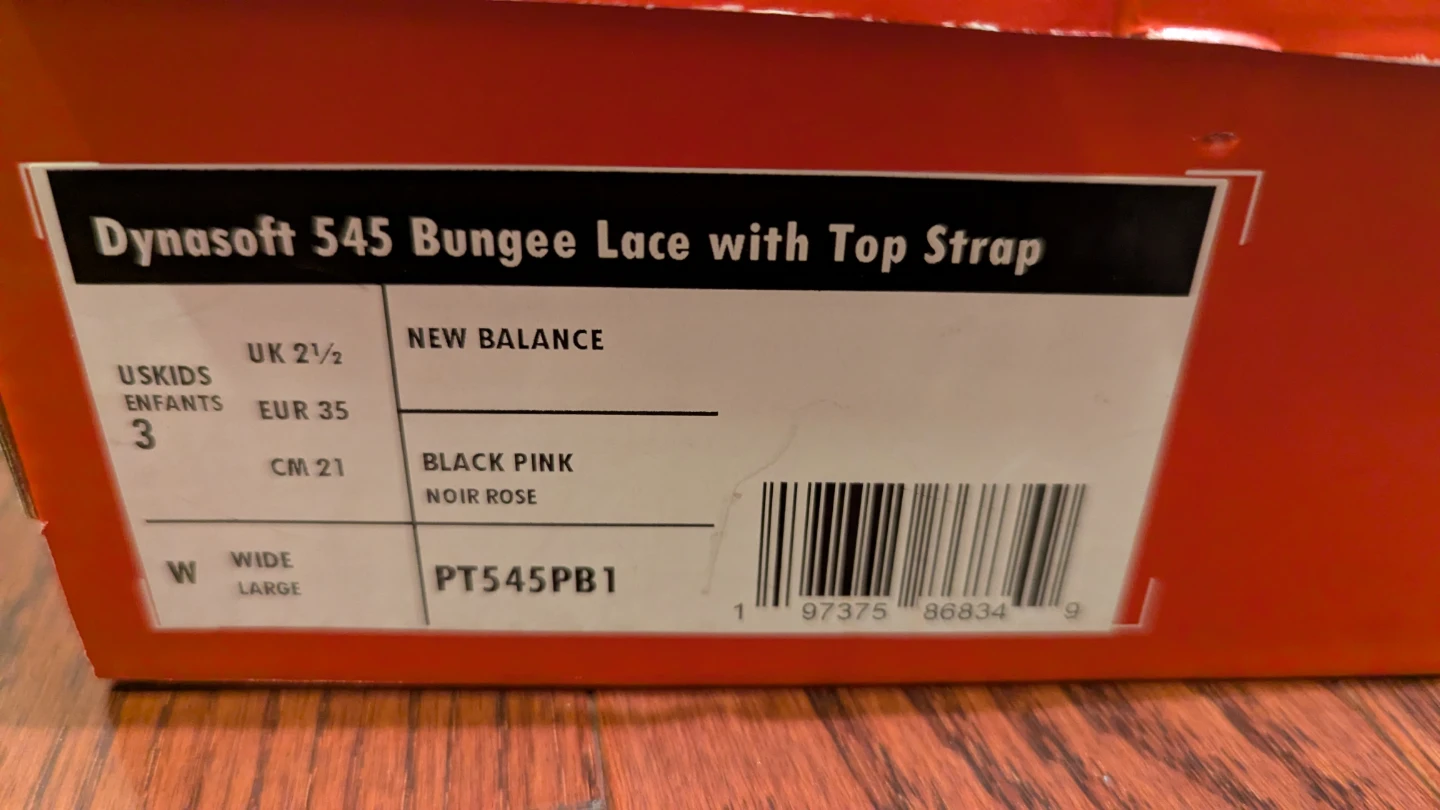 Dynasoft 545 Bungee Lace with Top Strap
USKIDS
ENFANTS
3
UK 2½
EUR 35
CM 21
NEW BALANCE
BLACK PINK
NOIR ROSE
W
WIDE
LARGE
PT545PB1
1 97375 86834 9